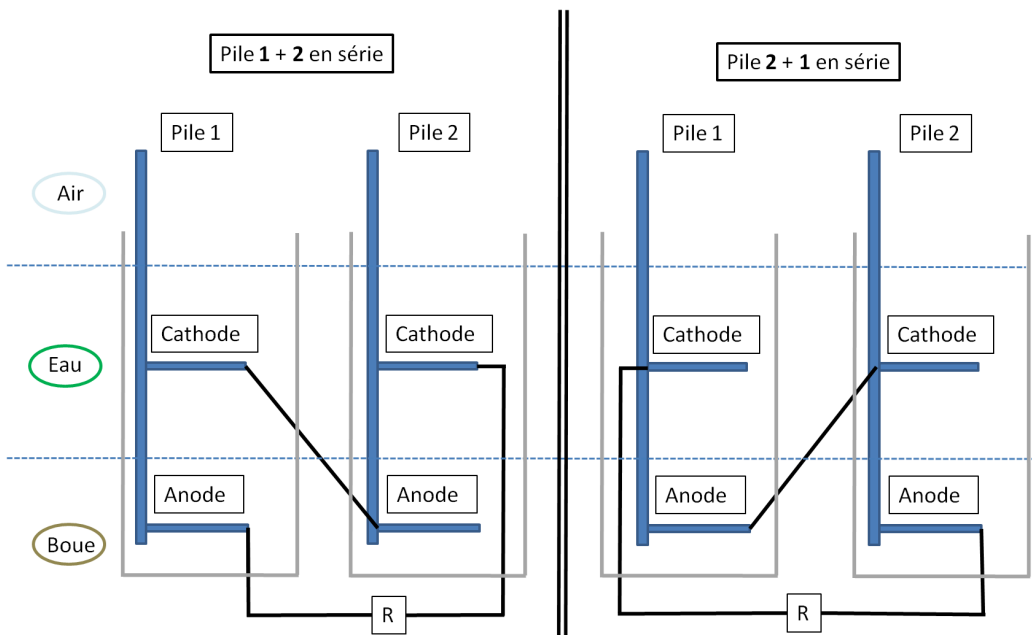 Pile 1 + 2 en série
Pile 1
Pile 2
Air
Cathode
Cathode
Eau
Anode
Anode
Boue
R
Pile 2 + 1 en série
Pile 1
Pile 2
Cathode
Cathode
Anode
Anode
R